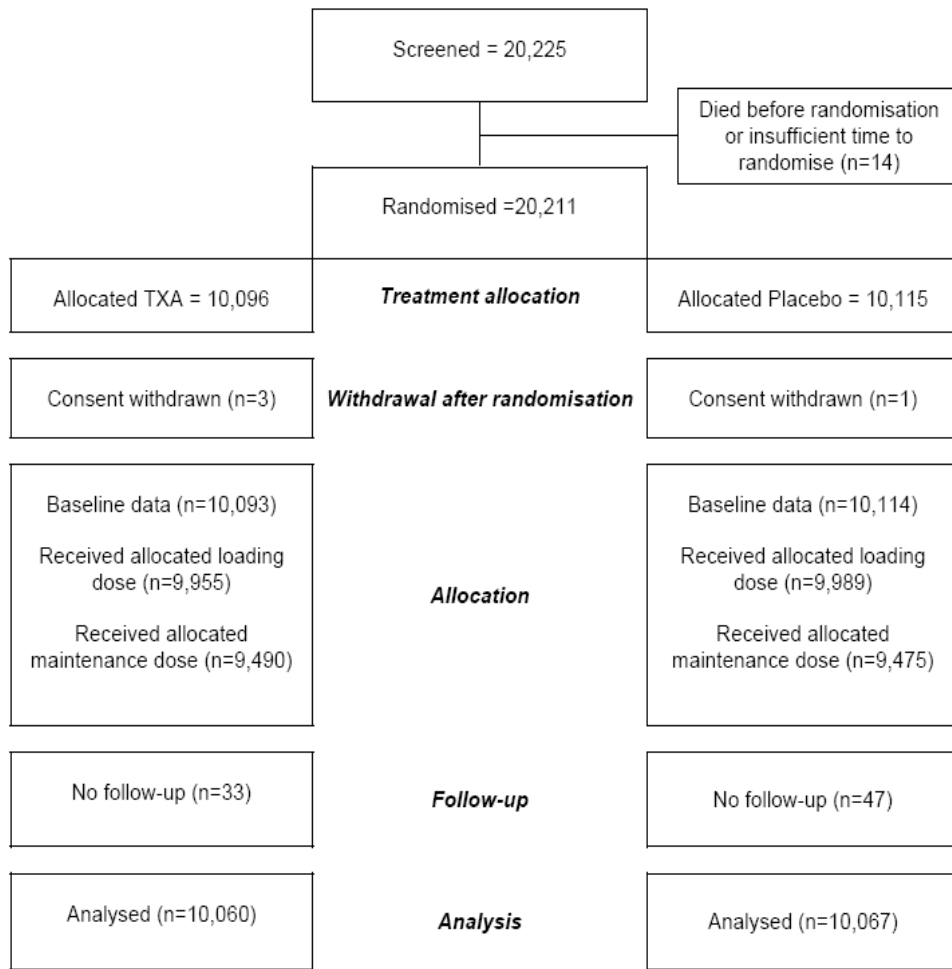 Screened = 20,225
Died before randomisation
or insufficient time to
randomise (n=14)
Randomised =20,211
Allocated TXA = 10,096
Treatment allocation
Allocated Placebo = 10,115
Consent withdrawn (n=3)
Withdrawal after randomisation
Consent withdrawn (n=1)
Baseline data (n=10,093)
Received allocated loading
dose (n=9,955)
Received allocated
maintenance dose (n=9,490)
Allocation
Baseline data (n=10,114)
Received allocated loading
dose (n=9,989)
Received allocated
maintenance dose (n=9,475)
No follow-up (n=33)
Follow-up
No follow-up (n=47)
Analysed (n=10,060)
Analysis
Analysed (n=10,067)